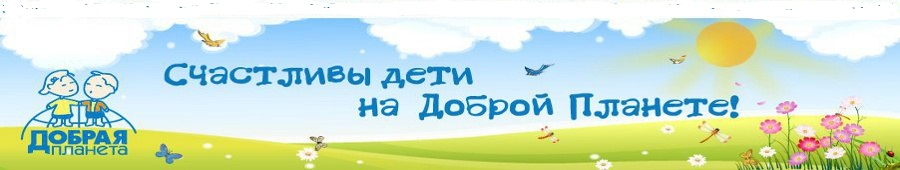 Счастливы дети
на Доброй Планете!
ДОБРАЯ
планета